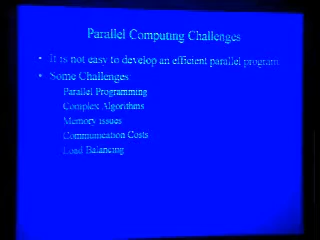 Parallel Computing Challenges
• It is not easy to develop an efficient parallel program
• Some Challenges:
Parallel Programming
Complex Algorithms
Memory issues
Communication Costs
Load Balancing